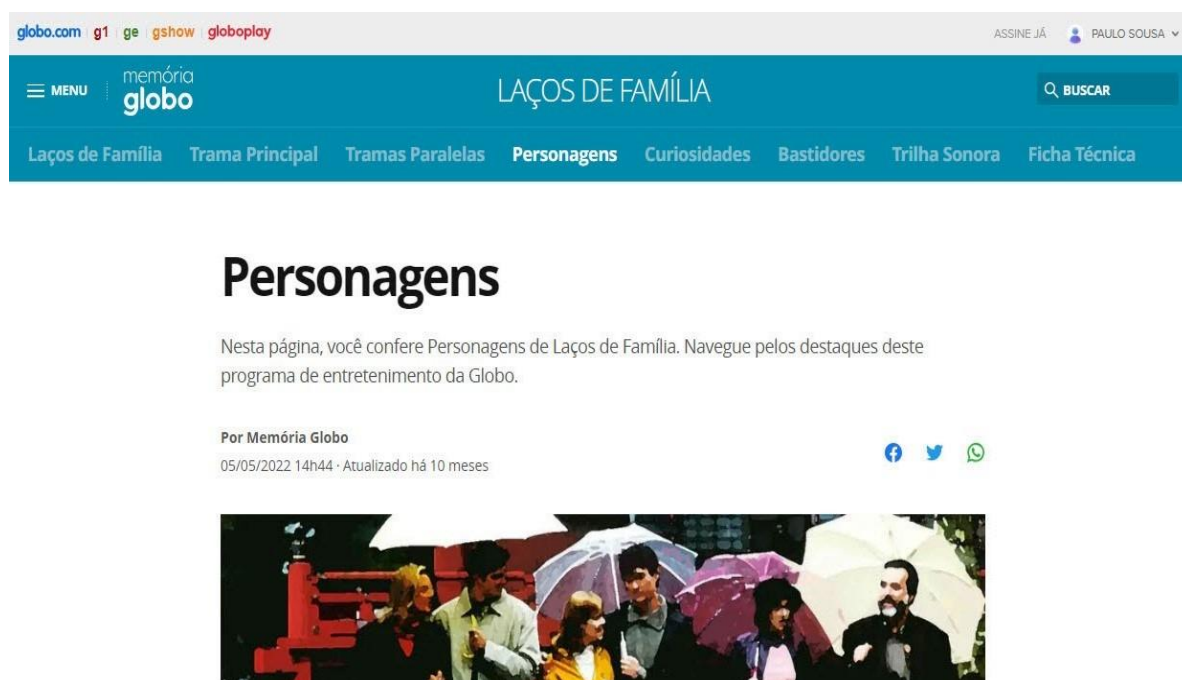 globo.com g1 ge gshow globoplay ASSINE JÁ PAULO SOUSA
MENU memória globo LAÇOS DE FAMÍLIA BUSCAR
Laços de Família Trama Principal Tramas Paralelas Personagens Curiosidades Bastidores Trilha Sonora Ficha Técnica
Personagens
Nesta página, você confere Personagens de Laços de Família. Navegue pelos destaques deste
programa de entretenimento da Globo.
Por Memória Globo
05/05/2022 14h44 · Atualizado há 10 meses